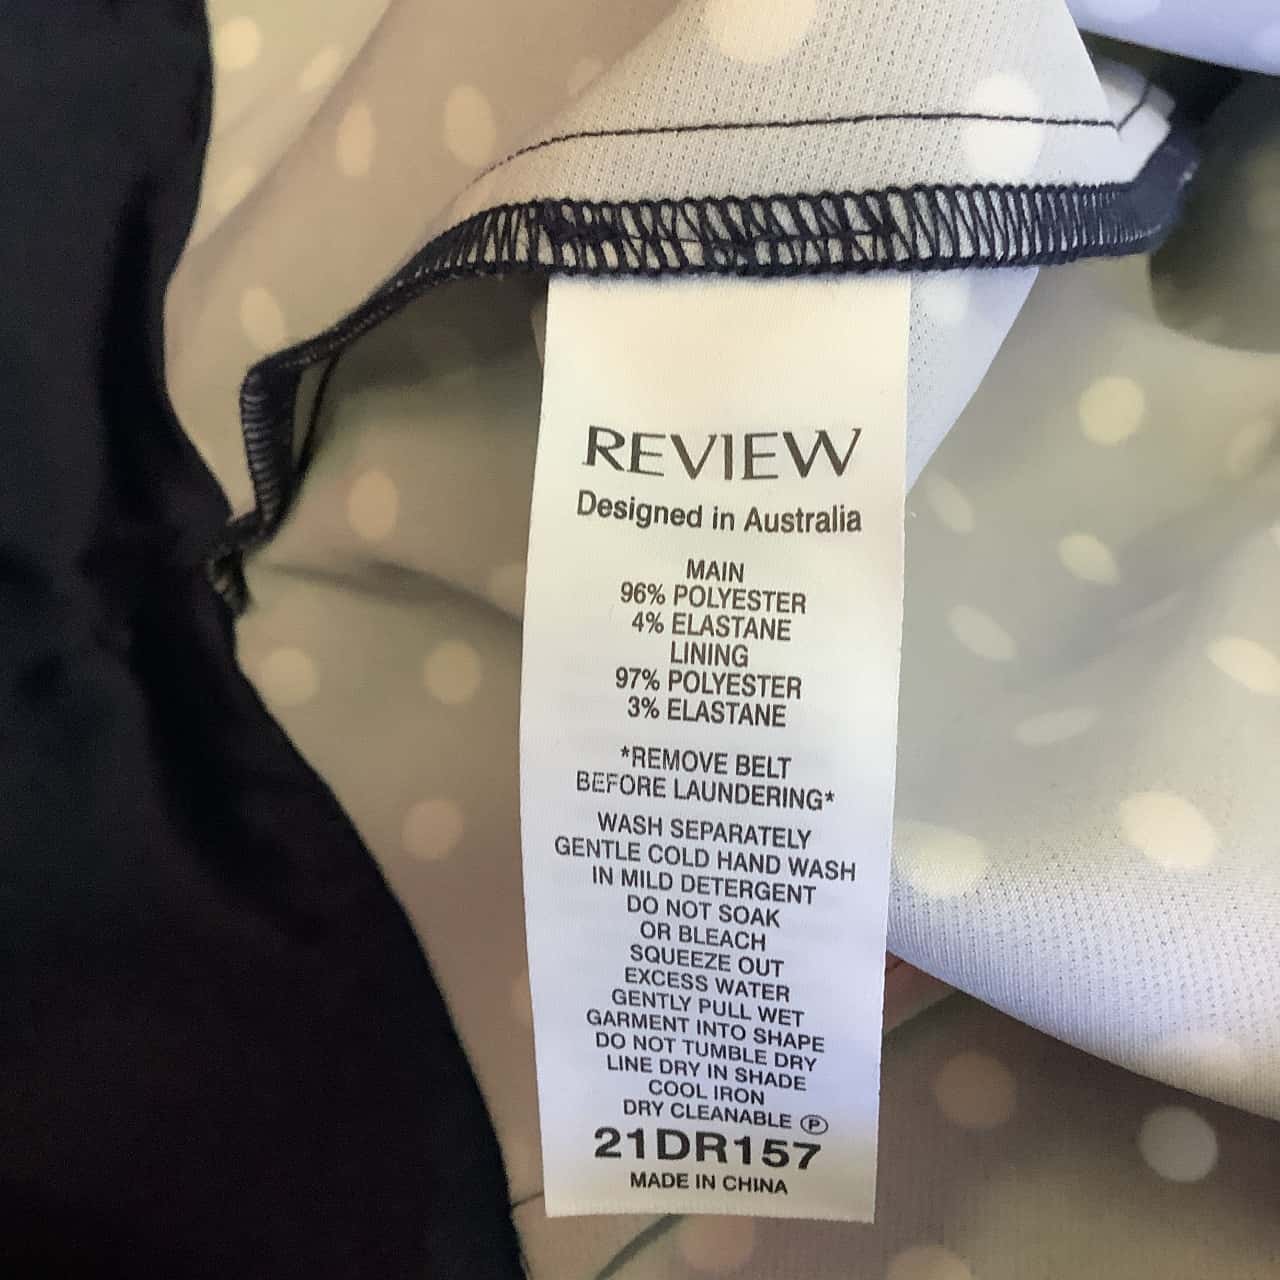 REVIEW
Designed in Australia
MAIN
96% POLYESTER
4% ELASTANE
LINING
97% POLYESTER
3% ELASTANE
*REMOVE BELT
BEFORE LAUNDERING*
WASH SEPARATELY
GENTLE COLD HAND WASH
IN MILD DETERGENT
DO NOT SOAK
OR BLEACH
SQUEEZE OUT
EXCESS WATER
GENTLY PULL WET
GARMENT INTO SHAPE
DO NOT TUMBLE DRY
LINE DRY IN SHADE
COOL IRON
DRY CLEANABLE Ⓟ
21DR157
MADE IN CHINA